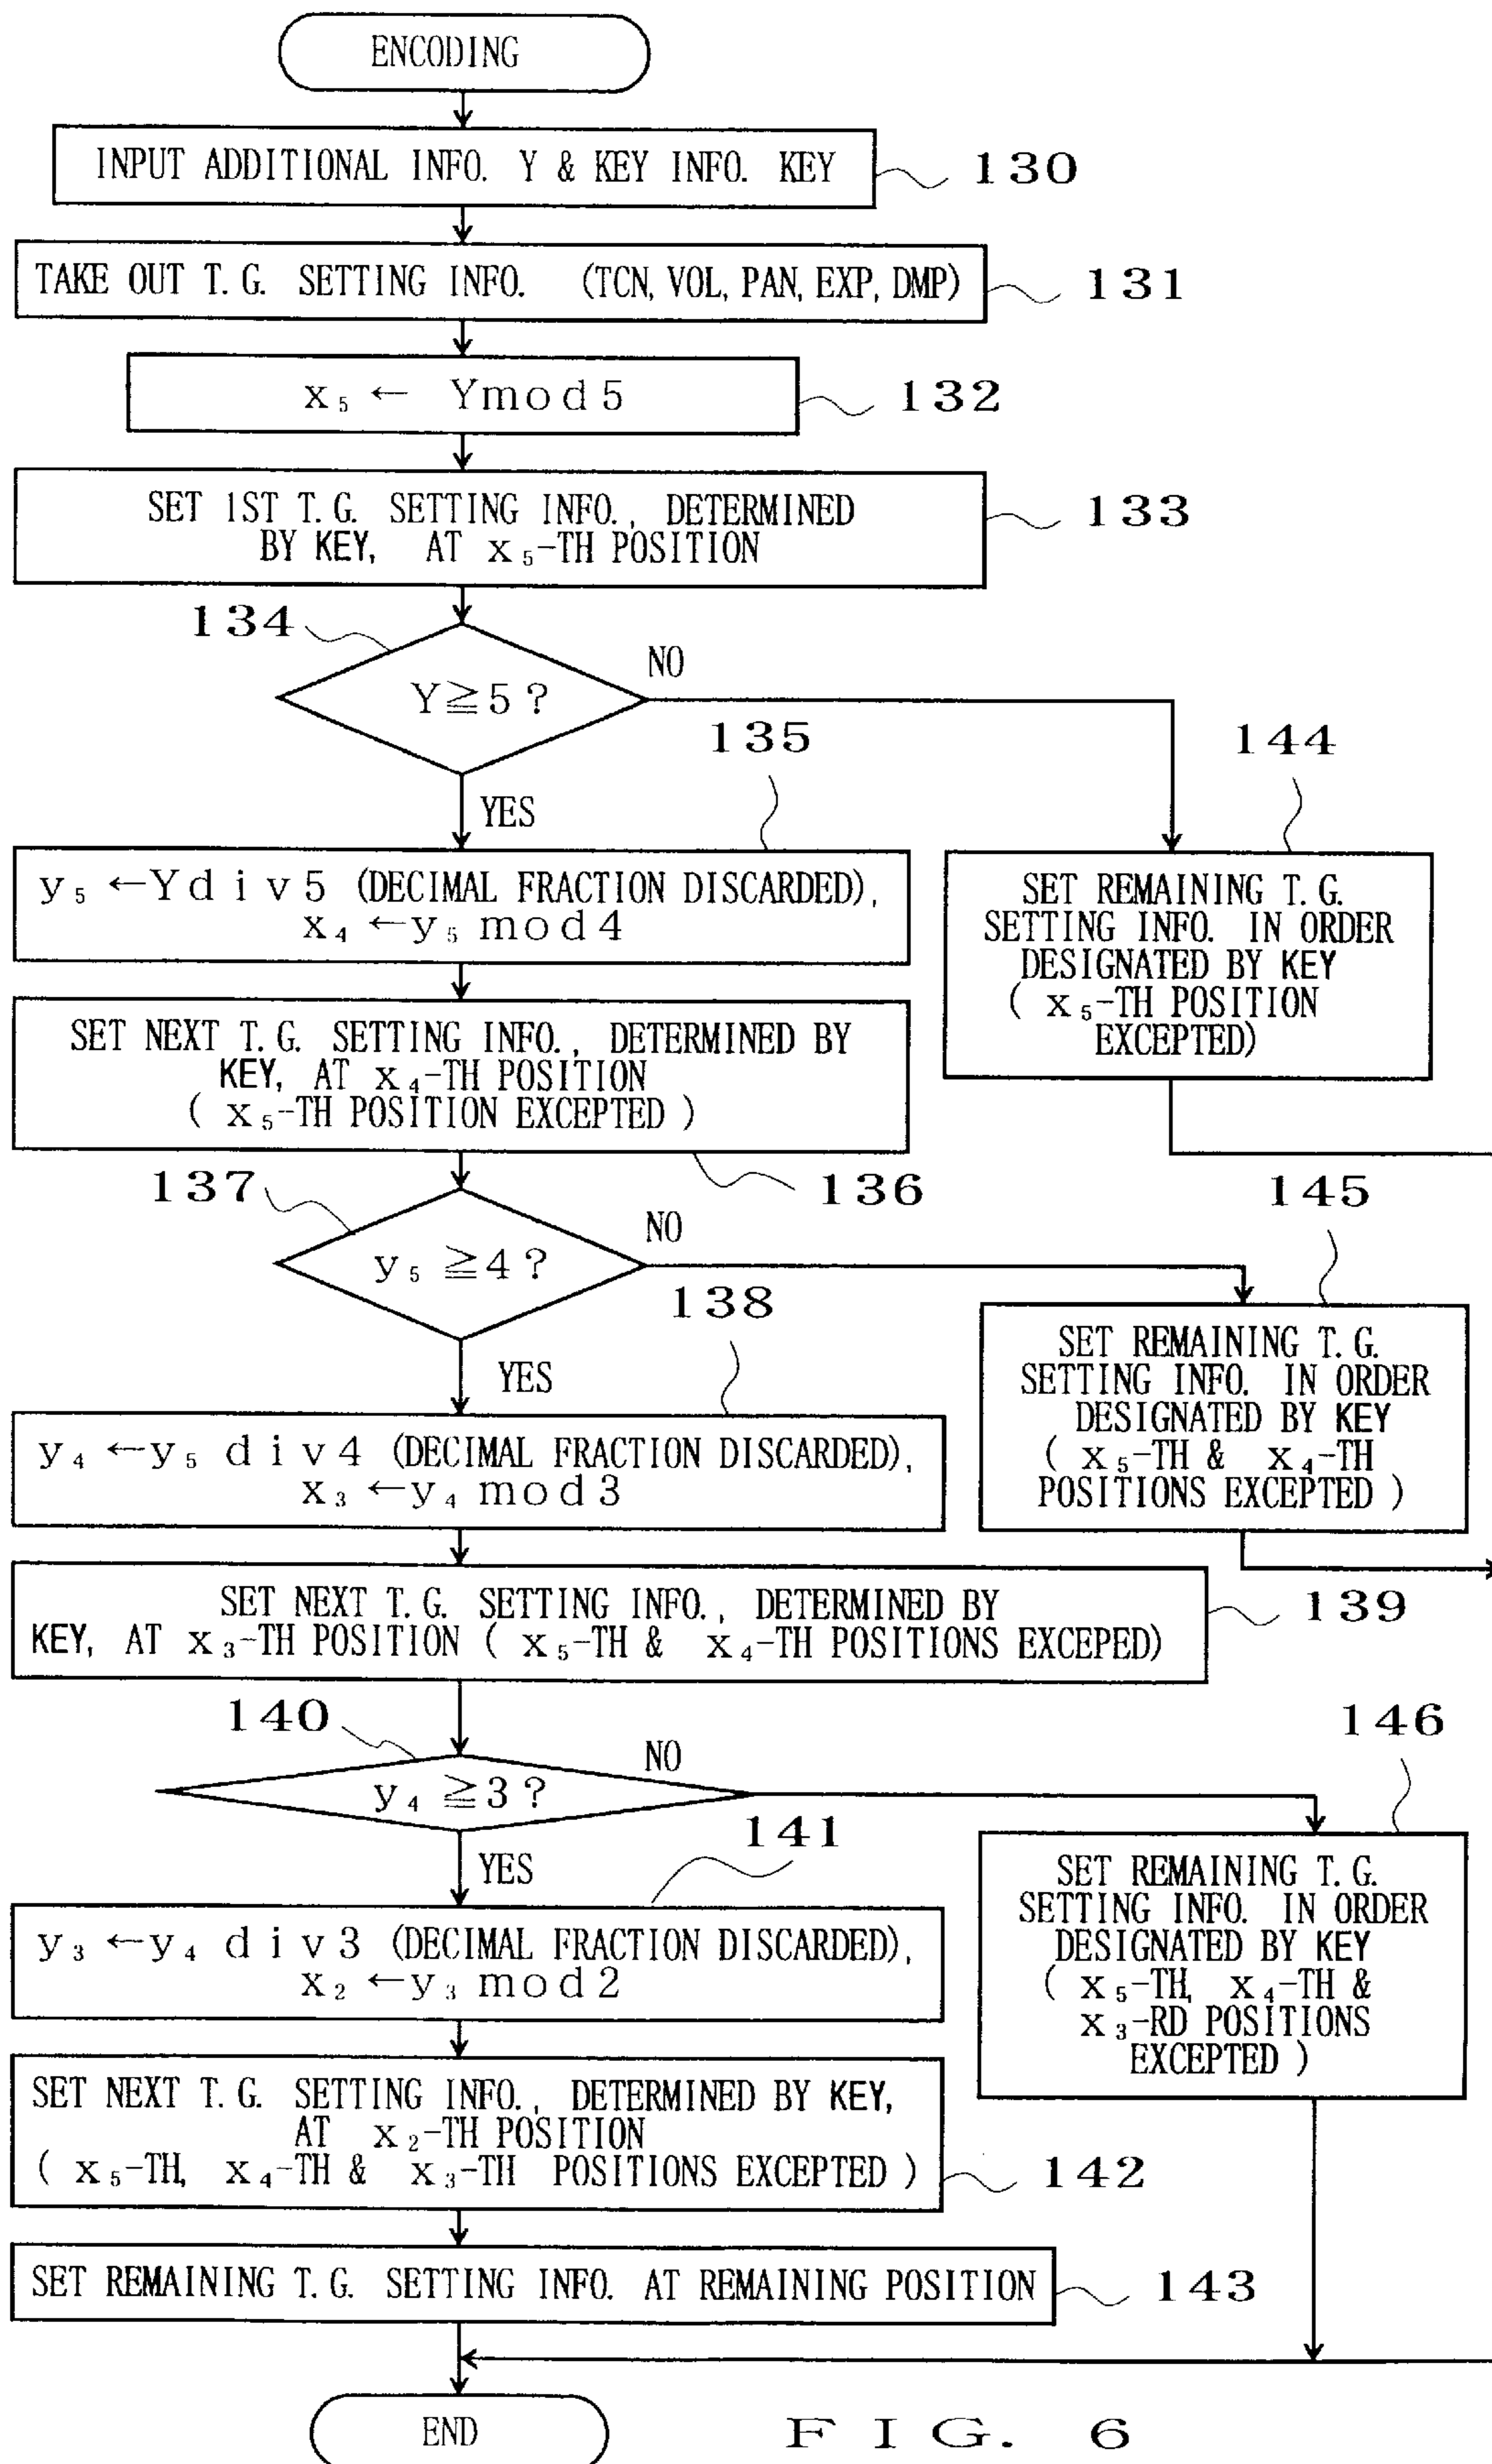 ENCODING
INPUT ADDITIONAL INFO. Y & KEY INFO. KEY
130
TAKE OUT T. G. SETTING INFO. (TCN, VOL, PAN, EXP, DMP)
131
x₅ ← Ymod5
132
SET 1ST T. G. SETTING INFO., DETERMINED
BY KEY, AT x₅-TH POSITION
133
134
Y≧5?
NO
YES
135
144
y₅ ←Ydiv5 (DECIMAL FRACTION DISCARDED),
x₄ ←y₅ mod4
SET REMAINING T. G.
SETTING INFO. IN ORDER
DESIGNATED BY KEY
( x₅-TH POSITION
EXCEPTED)
SET NEXT T. G. SETTING INFO., DETERMINED BY
KEY, AT x₄-TH POSITION
( x₅-TH POSITION EXCEPTED )
136
137
y₅ ≧4?
NO
YES
138
145
SET REMAINING T. G.
SETTING INFO. IN ORDER
DESIGNATED BY KEY
( x₅-TH & x₄-TH
POSITIONS EXCEPTED )
y₄ ←y₅ div4 (DECIMAL FRACTION DISCARDED),
x₃ ←y₄ mod3
SET NEXT T. G. SETTING INFO., DETERMINED BY
KEY, AT x₃-TH POSITION ( x₅-TH & x₄-TH POSITIONS EXCEPED)
139
140
y₄ ≧3?
NO
YES
141
146
y₃ ←y₄ div3 (DECIMAL FRACTION DISCARDED),
x₂ ←y₃ mod2
SET REMAINING T. G.
SETTING INFO. IN ORDER
DESIGNATED BY KEY
( x₅-TH, x₄-TH &
x₃-RD POSITIONS
EXCEPTED )
SET NEXT T. G. SETTING INFO., DETERMINED BY KEY,
AT x₂-TH POSITION
( x₅-TH, x₄-TH & x₃-TH POSITIONS EXCEPTED )
142
SET REMAINING T. G. SETTING INFO. AT REMAINING POSITION
143
END
FIG. 6